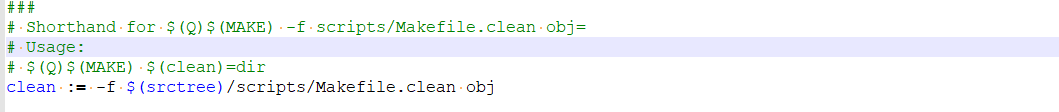 ###
# Shorthand for $(Q)$(MAKE) -f scripts/Makefile.clean obj=
# Usage:
# $(Q)$(MAKE) $(clean)=dir
clean := -f $(srctree)/scripts/Makefile.clean obj